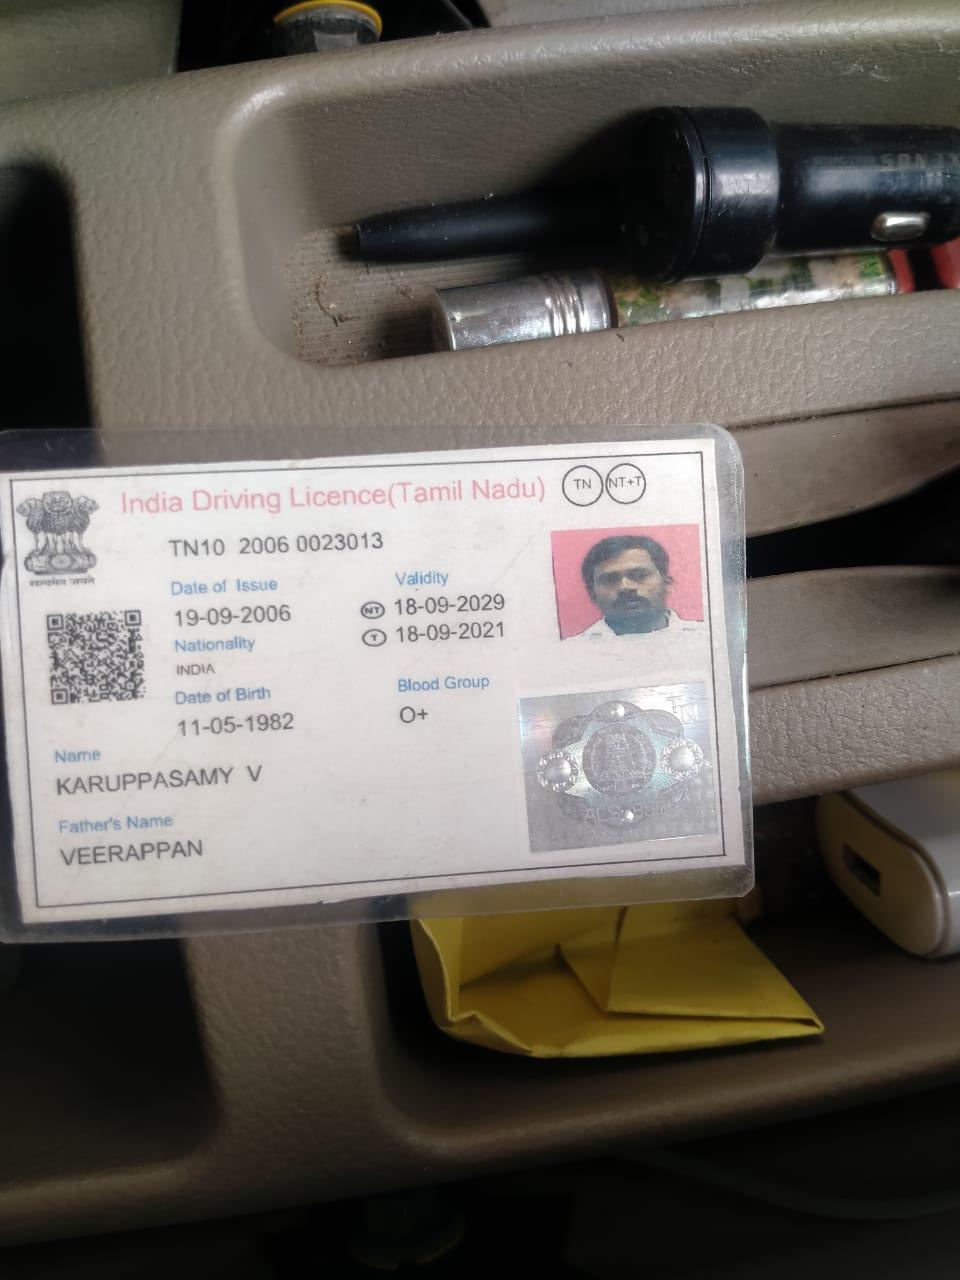 India Driving Licence(Tamil Nadu) TN NT+T
सत्यमेव जयते
TN10 2006 0023013
Date of Issue
19-09-2006
Validity
NT 18-09-2029
T 18-09-2021
Nationality
INDIA
Date of Birth
11-05-1982
Blood Group
O+
Name
KARUPPASAMY V
Father's Name
VEERAPPAN